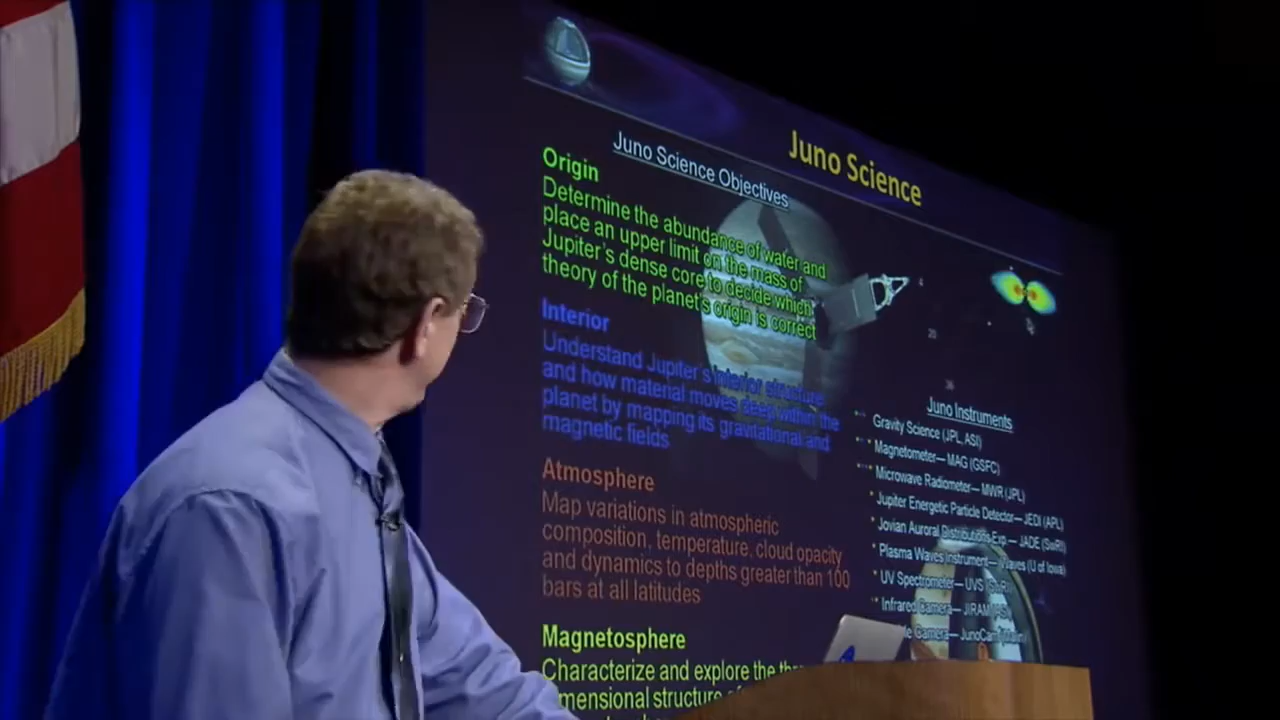 Juno Science
Juno Science Objectives
Origin
Determine the abundance of water and
place an upper limit on the mass of
Jupiter's dense core to decide which
theory of the planet's origin is correct
Interior
Understand Jupiter's interior structure
and how material moves deep within the
planet by mapping its gravitational and
magnetic fields
Atmosphere
Map variations in atmospheric
composition, temperature, cloud opacity
and dynamics to depths greater than 100
bars at all latitudes
Magnetosphere
Characterize and explore the
structure
Juno Instruments
Gravity Science (JPL, ASI)
Magnetometer— MAG (GSFC)
Microwave Radiometer— MWR (JPL)
Jupiter Energetic Particle Detector— JEDI (APL)
Jovian Auroral Distributions Exp.— JADE (SwRI)
Plasma Waves Instrument— Waves (U of Iowa)
UV Spectrometer— UVS
Infrared Camera— JIRAM
Camera— JunoCam